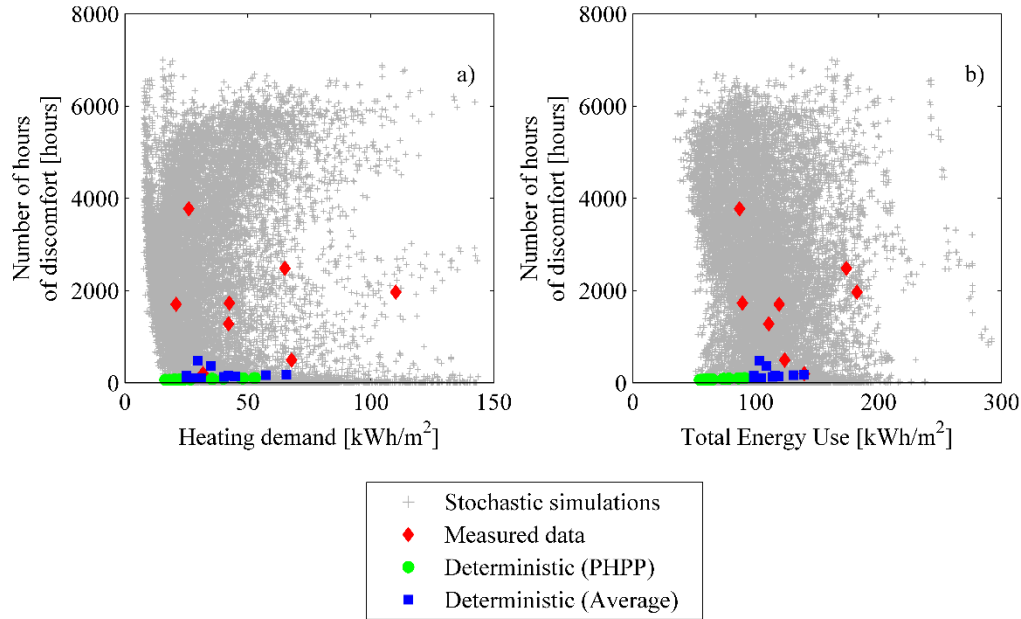 8000
6000
4000
2000
0
0
50
100
150
Number of hours
of discomfort [hours]
Heating demand [kWh/m²]
a)
8000
6000
4000
2000
0
0
100
200
300
Number of hours
of discomfort [hours]
Total Energy Use [kWh/m²]
b)
Stochastic simulations
Measured data
Deterministic (PHPP)
Deterministic (Average)